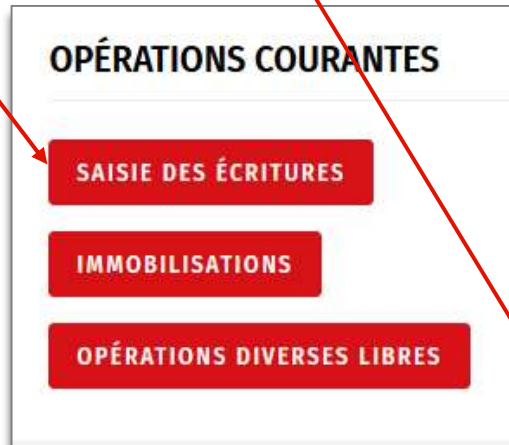 OPÉRATIONS COURANTES
SAISIE DES ÉCRITURES
IMMOBILISATIONS
OPÉRATIONS DIVERSES LIBRES